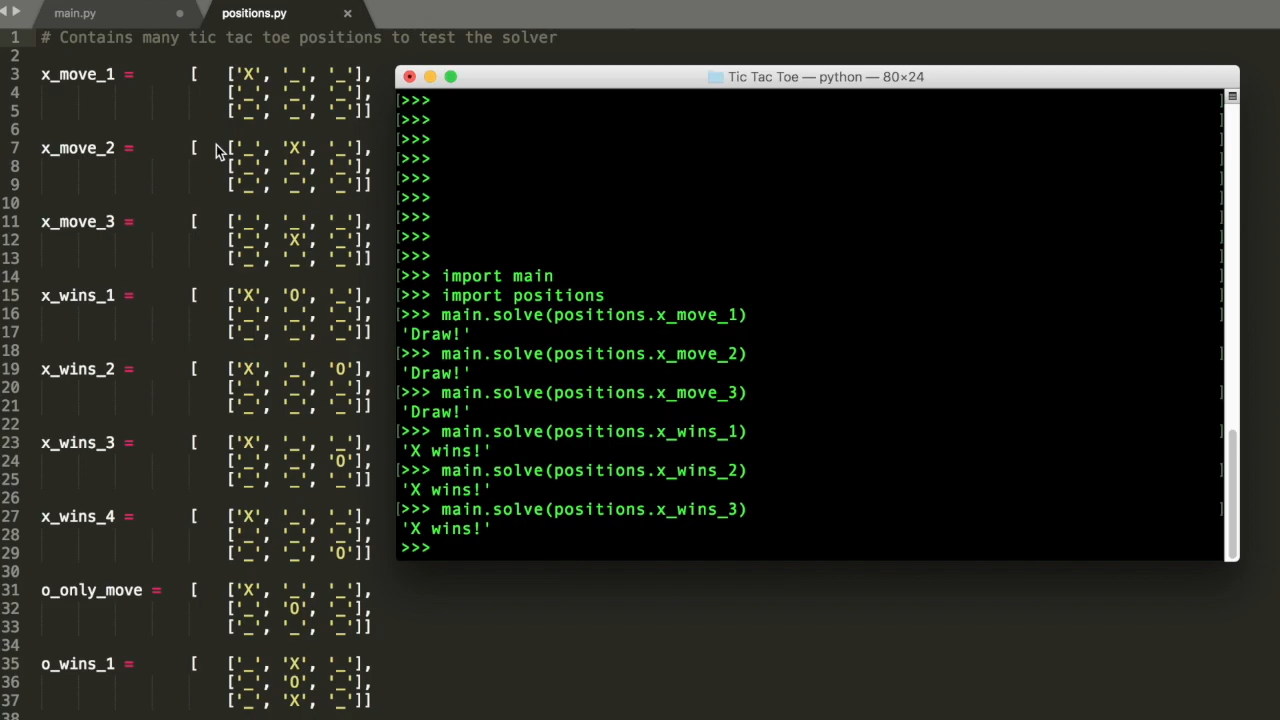 main.py
positions.py
1 # Contains many tic tac toe positions to test the solver
2
3 x_move_1 = [ ['X', '_', '_'],
4 ['_', '_', '_'],
5 ['_', '_', '_']]
6
7 x_move_2 = [ ['_', 'X', '_'],
8 ['_', '_', '_'],
9 ['_', '_', '_']]
10
11 x_move_3 = [ ['_', '_', '_'],
12 ['_', 'X', '_'],
13 ['_', '_', '_']]
14
15 x_wins_1 = [ ['X', 'O', '_'],
16 ['_', '_', '_'],
17 ['_', '_', '_']]
18
19 x_wins_2 = [ ['X', '_', 'O'],
20 ['_', '_', '_'],
21 ['_', '_', '_']]
22
23 x_wins_3 = [ ['X', '_', '_'],
24 ['_', '_', 'O'],
25 ['_', '_', '_']]
26
27 x_wins_4 = [ ['X', '_', '_'],
28 ['_', '_', '_'],
29 ['_', '_', 'O']]
30
31 o_only_move = [ ['X', '_', '_'],
32 ['_', 'O', '_'],
33 ['_', '_', '_']]
34
35 o_wins_1 = [ ['_', 'X', '_'],
36 ['_', 'O', '_'],
37 ['_', 'X', '_']]
38
Tic Tac Toe — python — 80×24
[>>> ]
[>>> ]
[>>> ]
[>>> ]
[>>> ]
[>>> ]
[>>> ]
[>>> ]
[>>> ]
[>>> import main ]
[>>> import positions ]
[>>> main.solve(positions.x_move_1) ]
'Draw!'
[>>> main.solve(positions.x_move_2) ]
'Draw!'
[>>> main.solve(positions.x_move_3) ]
'Draw!'
[>>> main.solve(positions.x_wins_1) ]
'X wins!'
[>>> main.solve(positions.x_wins_2) ]
'X wins!'
[>>> main.solve(positions.x_wins_3) ]
'X wins!'
>>>